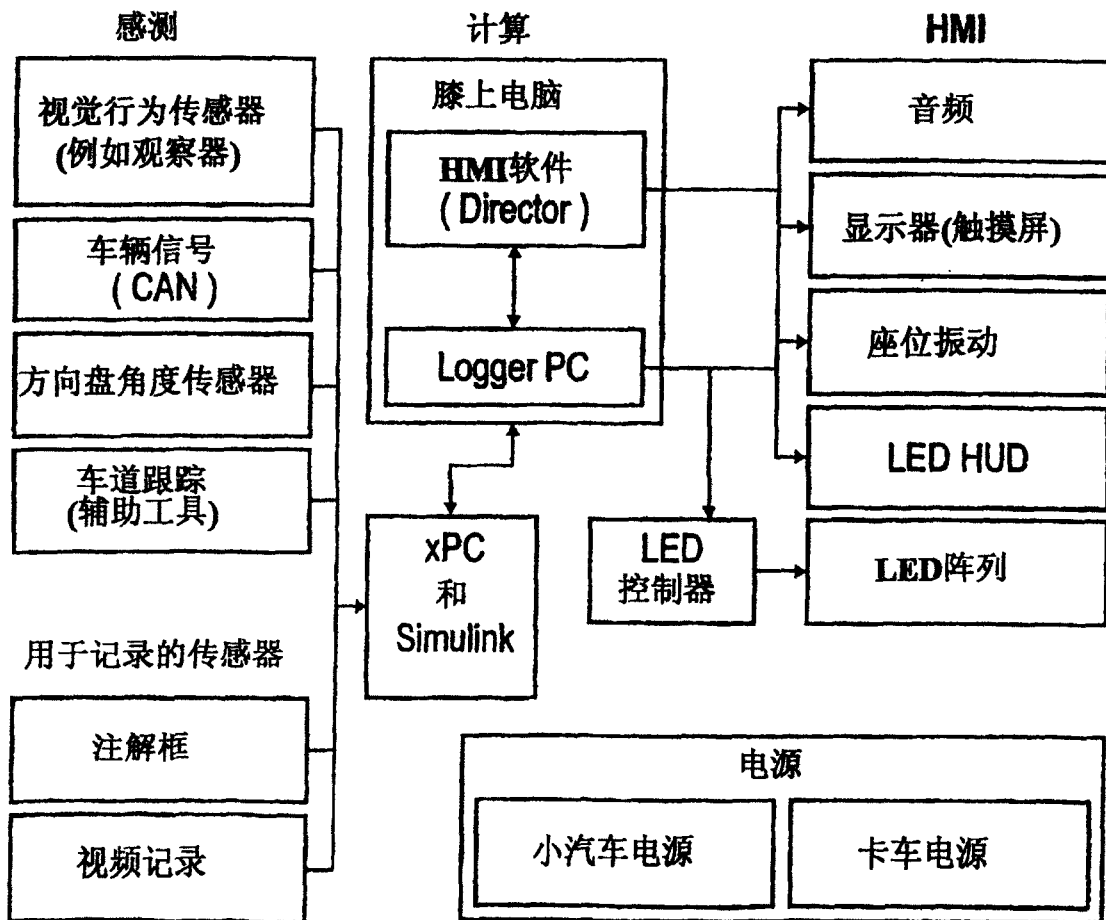 感测
视觉行为传感器
(例如观察器)
车辆信号
( CAN )
方向盘角度传感器
车道跟踪
(辅助工具)
用于记录的传感器
注解框
视频记录
计算
膝上电脑
HMI软件
( Director )
Logger PC
xPC
和
Simulink
LED
控制器
HMI
音频
显示器(触摸屏)
座位振动
LED HUD
LED阵列
电源
小汽车电源
卡车电源